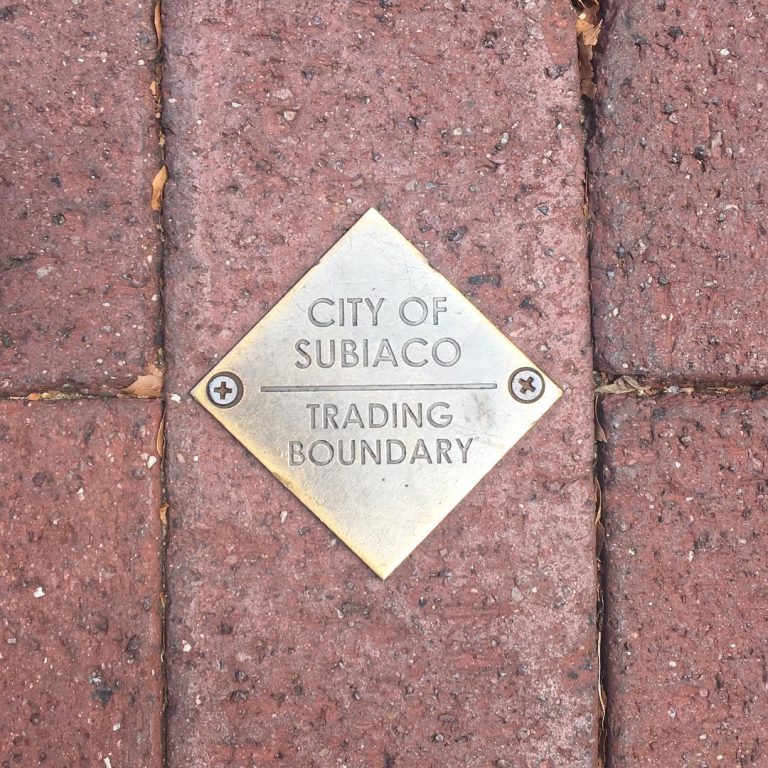 CITY OF
SUBIACO
TRADING
BOUNDARY